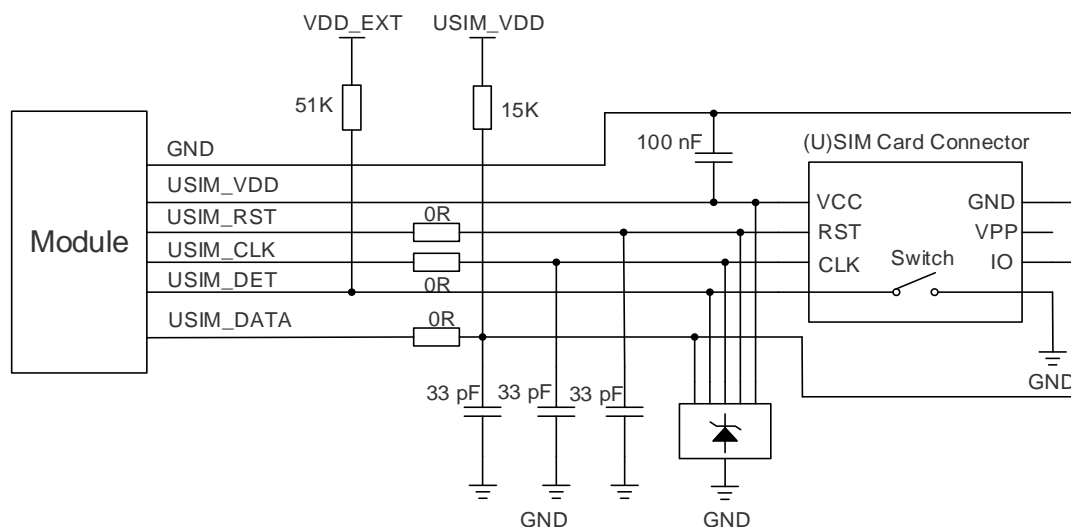 VDD_EXT USIM_VDD
51K 15K
GND 100 nF (U)SIM Card Connector
USIM_VDD VCC GND
Module USIM_RST 0R RST VPP
USIM_CLK CLK Switch IO
USIM_DET 0R
USIM_DATA 0R
GND
33 pF 33 pF 33 pF
GND GND